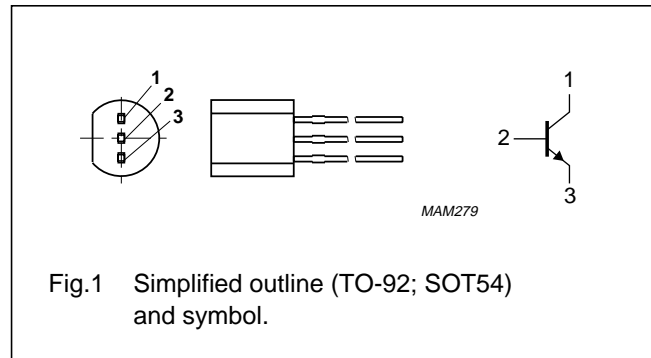 1
2
3
1
2
3
MAM279
Fig.1 Simplified outline (TO-92; SOT54)
and symbol.